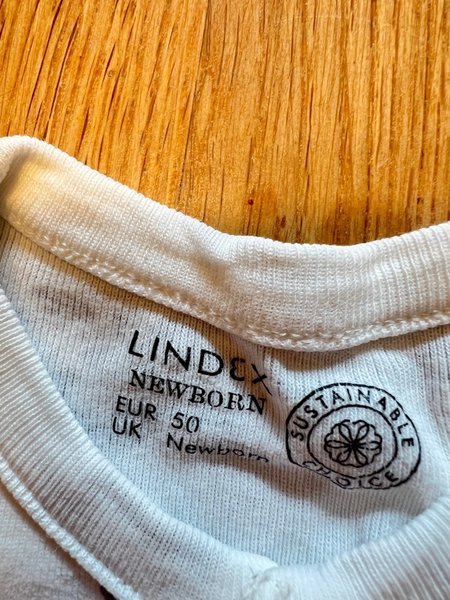 LINDEX
NEWBORN
EUR 50
UK Newborn
SUSTAINABLE
CHOICE